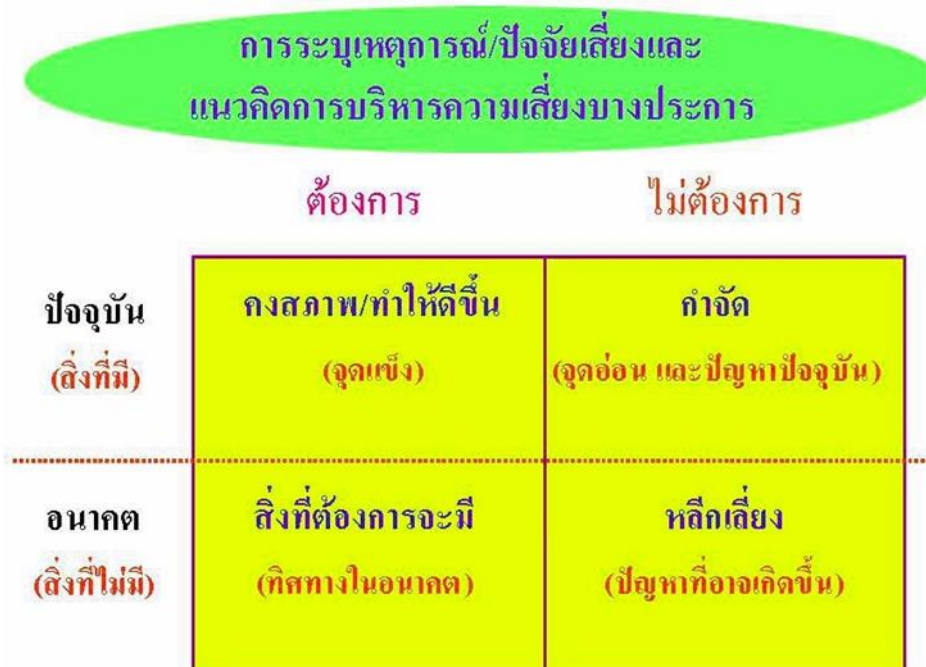 การระบุเหตุการณ์/ปัจจัยเสี่ยงและ
แนวคิดการบริหารความเสี่ยงบางประการ
ต้องการ ไม่ต้องการ
ปัจจุบัน คงสภาพ/ทำให้ดีขึ้น กำจัด
(สิ่งที่มี) (จุดแข็ง) (จุดอ่อน และปัญหาปัจจุบัน)
อนาคต สิ่งที่ต้องการจะมี หลีกเลี่ยง
(สิ่งที่ไม่มี) (ทิศทางในอนาคต) (ปัญหาที่อาจเกิดขึ้น)